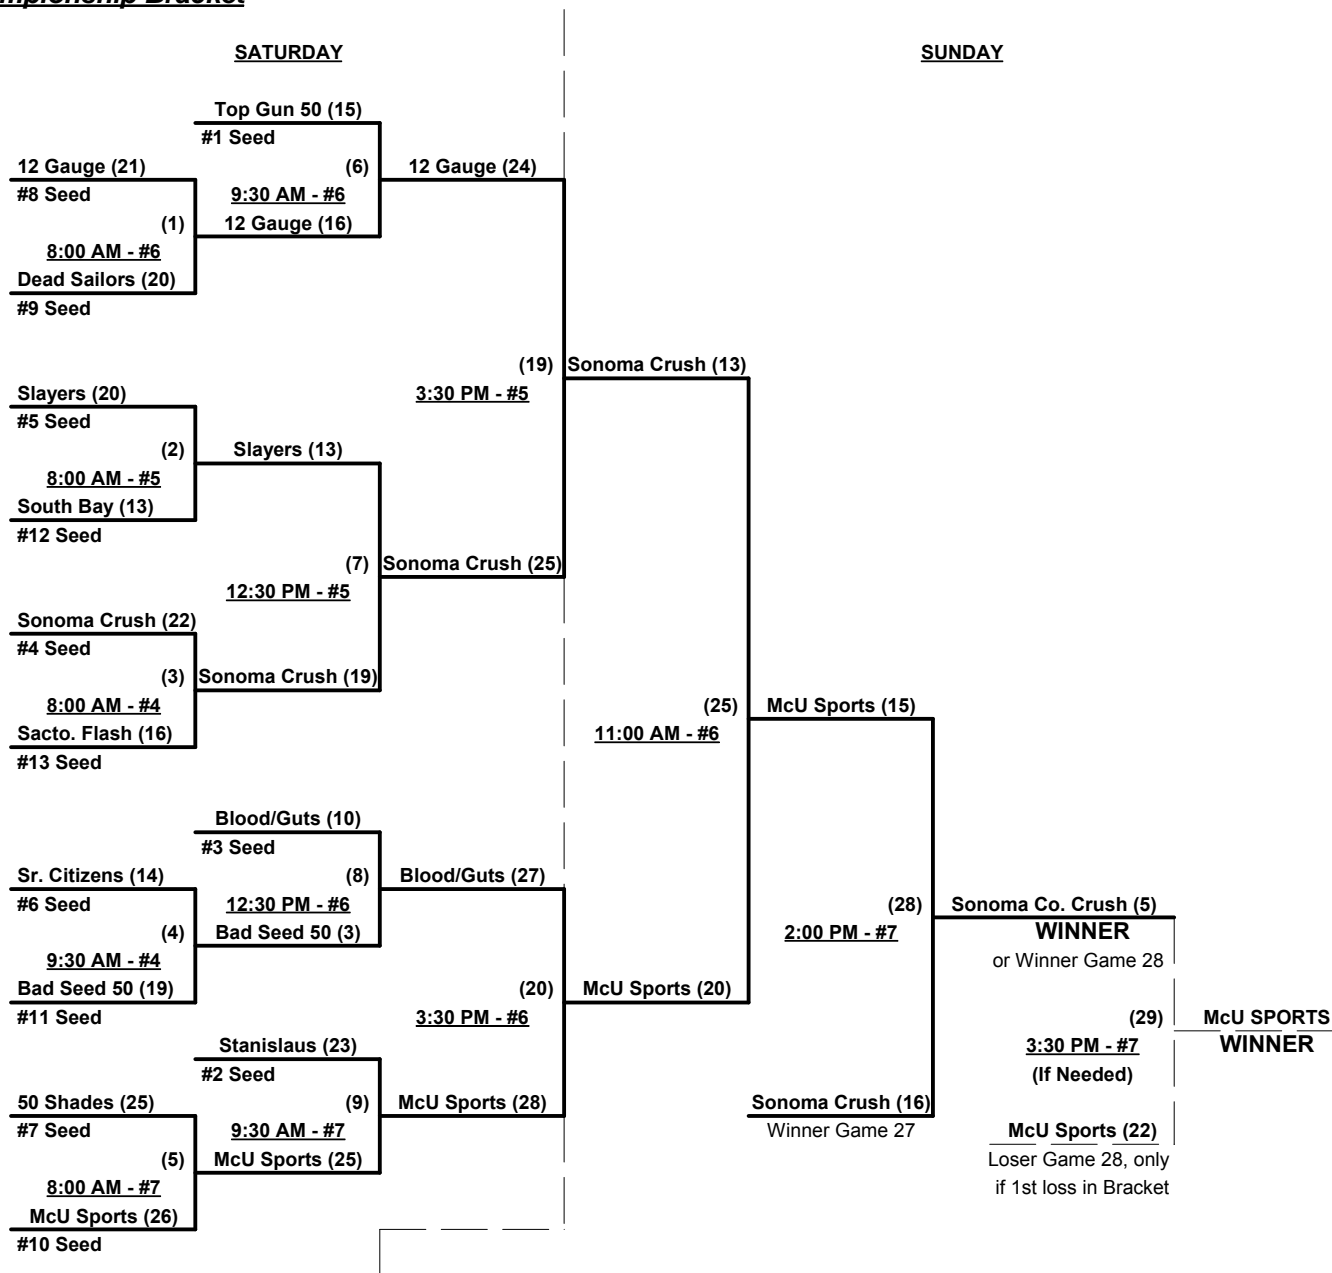 Bracket
SATURDAY
SUNDAY
Top Gun 50 (15)
#1 Seed
12 Gauge (21)
(6)
12 Gauge (24)
#8 Seed
9:30 AM - #6
(1)
12 Gauge (16)
8:00 AM - #6
Dead Sailors (20)
#9 Seed
(19)
Sonoma Crush (13)
Slayers (20)
3:30 PM - #5
#5 Seed
(2)
Slayers (13)
8:00 AM - #5
South Bay (13)
#12 Seed
(7)
Sonoma Crush (25)
12:30 PM - #5
Sonoma Crush (22)
#4 Seed
(3)
Sonoma Crush (19)
8:00 AM - #4
(25)
McU Sports (15)
Sacto. Flash (16)
11:00 AM - #6
#13 Seed
Blood/Guts (10)
#3 Seed
Sr. Citizens (14)
(8)
Blood/Guts (27)
#6 Seed
12:30 PM - #6
(28)
Sonoma Co. Crush (5)
(4)
Bad Seed 50 (3)
2:00 PM - #7
WINNER
9:30 AM - #4
or Winner Game 28
Bad Seed 50 (19)
(20)
McU Sports (20)
#11 Seed
3:30 PM - #6
(29)
McU SPORTS
Stanislaus (23)
3:30 PM - #7
WINNER
#2 Seed
(If Needed)
50 Shades (25)
(9)
McU Sports (28)
Sonoma Crush (16)
#7 Seed
9:30 AM - #7
Winner Game 27
McU Sports (22)
(5)
McU Sports (25)
Loser Game 28, only
8:00 AM - #7
if 1st loss in Bracket
McU Sports (26)
#10 Seed